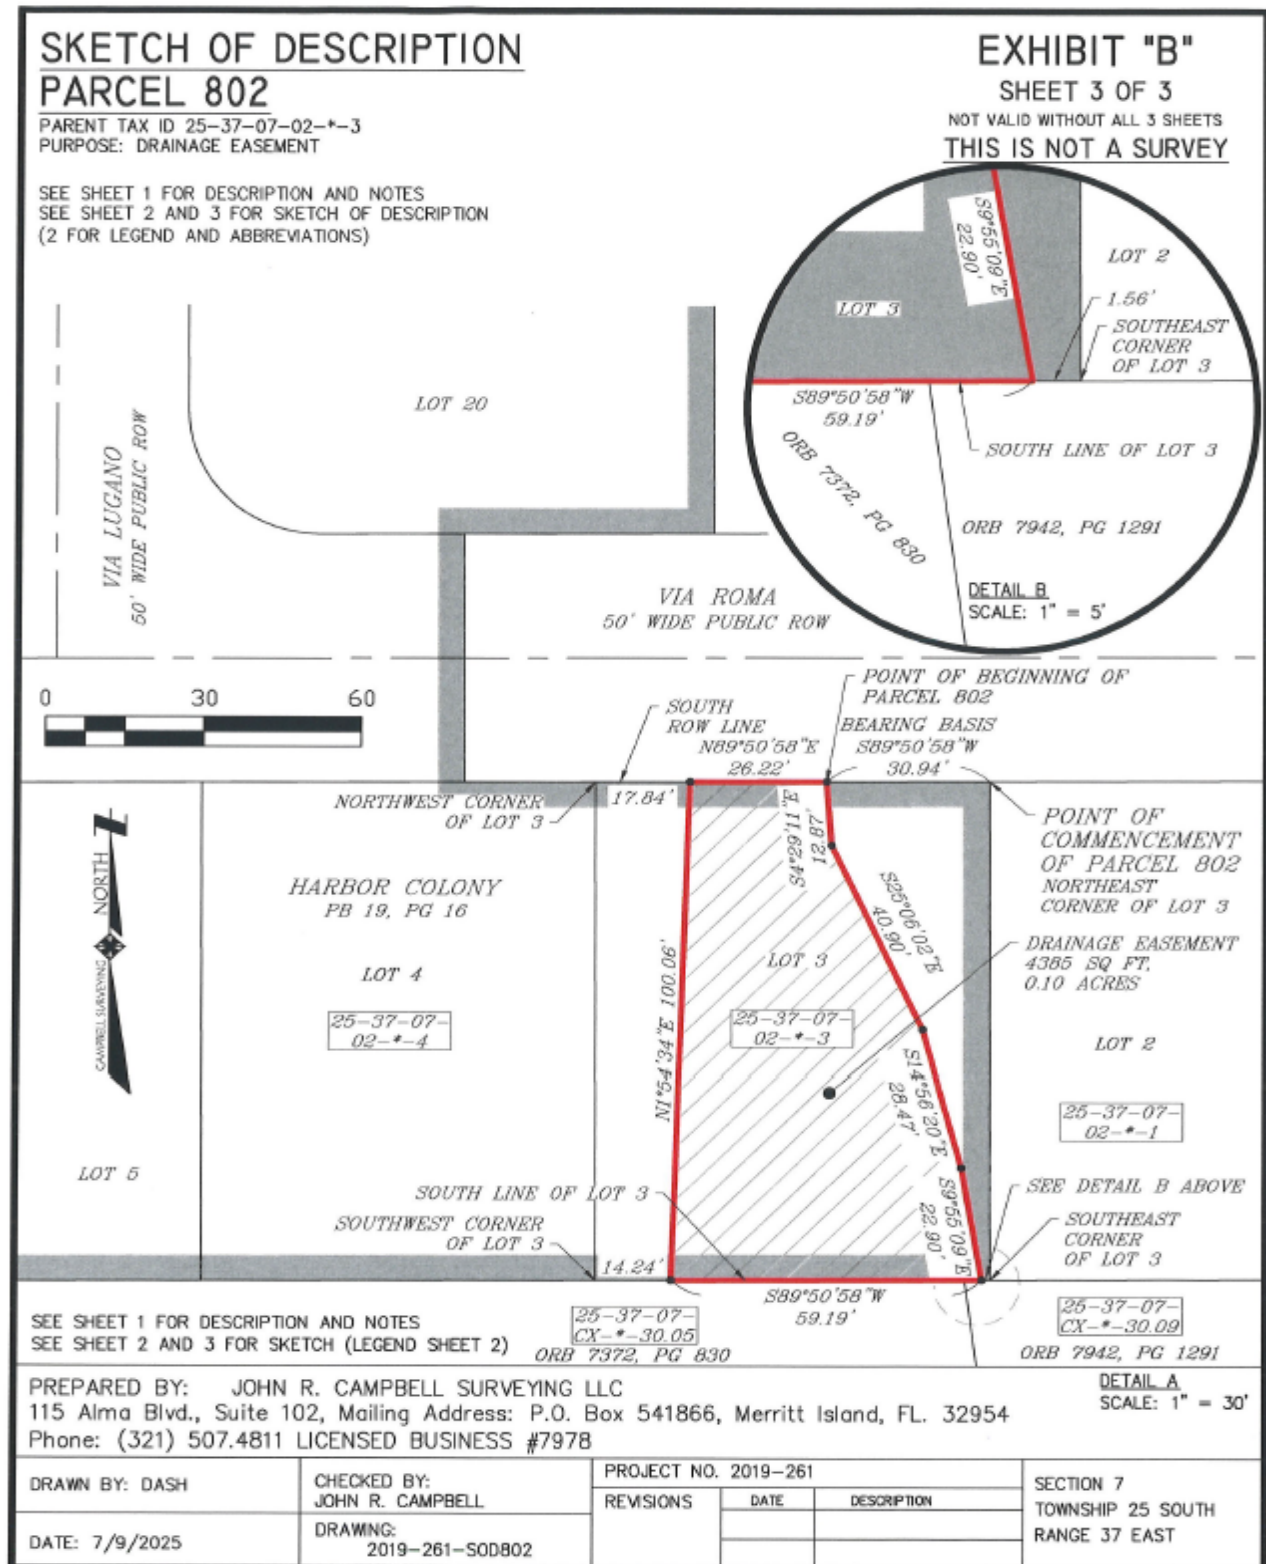 SKETCH OF DESCRIPTION
PARCEL 802
PARENT TAX ID 25-37-07-02-*-3
PURPOSE: DRAINAGE EASEMENT
SEE SHEET 1 FOR DESCRIPTION AND NOTES
SEE SHEET 2 AND 3 FOR SKETCH OF DESCRIPTION
(2 FOR LEGEND AND ABBREVIATIONS)
EXHIBIT "B"
SHEET 3 OF 3
NOT VALID WITHOUT ALL 3 SHEETS
THIS IS NOT A SURVEY
S9°55'09"E
22.90'
LOT 2
LOT 3
1.56'
SOUTHEAST
CORNER
OF LOT 3
S89°50'58"W
59.19'
SOUTH LINE OF LOT 3
ORB 7372, PG 830
ORB 7942, PG 1291
DETAIL B
SCALE: 1" = 5'
LOT 20
VIA LUGANO
50' WIDE PUBLIC ROW
VIA ROMA
50' WIDE PUBLIC ROW
0 30 60
SOUTH
ROW LINE
POINT OF BEGINNING OF
PARCEL 802
N89°50'58"E
26.22'
BEARING BASIS
S89°50'58"W
30.94'
NORTHWEST CORNER
OF LOT 3
17.84'
S4°29'11"E
12.87'
POINT OF
COMMENCEMENT
OF PARCEL 802
NORTHEAST
CORNER OF LOT 3
NORTH
CAMPBELL SURVEYING
HARBOR COLONY
PB 19, PG 16
S25°06'02"E
40.90'
DRAINAGE EASEMENT
4385 SQ FT,
0.10 ACRES
LOT 4
25-37-07-
02-*-4
N1°54'34"E 100.06'
LOT 3
25-37-07-
02-*-3
LOT 2
S14°56'20"E
28.47'
25-37-07-
02-*-1
LOT 5
SOUTH LINE OF LOT 3
SOUTHWEST CORNER
OF LOT 3
S9°55'09"E
22.90'
SEE DETAIL B ABOVE
SOUTHEAST
CORNER
OF LOT 3
14.24'
S89°50'58"W
59.19'
SEE SHEET 1 FOR DESCRIPTION AND NOTES
SEE SHEET 2 AND 3 FOR SKETCH (LEGEND SHEET 2)
25-37-07-
CX-*-30.05
ORB 7372, PG 830
25-37-07-
CX-*-30.09
ORB 7942, PG 1291
DETAIL A
SCALE: 1" = 30'
PREPARED BY: JOHN R. CAMPBELL SURVEYING LLC
115 Alma Blvd., Suite 102, Mailing Address: P.O. Box 541866, Merritt Island, FL. 32954
Phone: (321) 507.4811 LICENSED BUSINESS #7978
DRAWN BY: DASH
DATE: 7/9/2025
CHECKED BY:
JOHN R. CAMPBELL
DRAWING:
2019-261-SOD802
PROJECT NO. 2019-261
REVISIONS DATE DESCRIPTION
SECTION 7
TOWNSHIP 25 SOUTH
RANGE 37 EAST